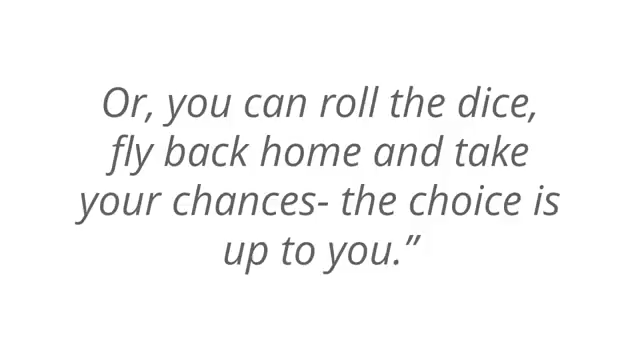 Or, you can roll the dice,
fly back home and take
your chances- the choice is
up to you.”